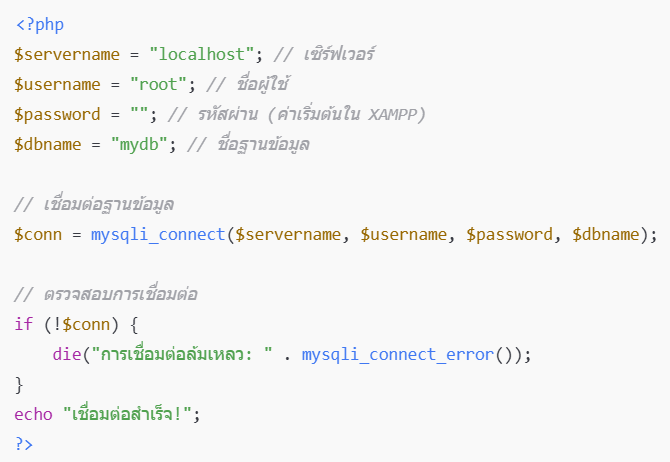 <?php
$servername = "localhost"; // เซิร์ฟเวอร์
$username = "root"; // ชื่อผู้ใช้
$password = ""; // รหัสผ่าน (ค่าเริ่มต้นใน XAMPP)
$dbname = "mydb"; // ชื่อฐานข้อมูล

// เชื่อมต่อฐานข้อมูล
$conn = mysqli_connect($servername, $username, $password, $dbname);

// ตรวจสอบการเชื่อมต่อ
if (!$conn) {
    die("การเชื่อมต่อล้มเหลว: " . mysqli_connect_error());
}
echo "เชื่อมต่อสำเร็จ!";
?>